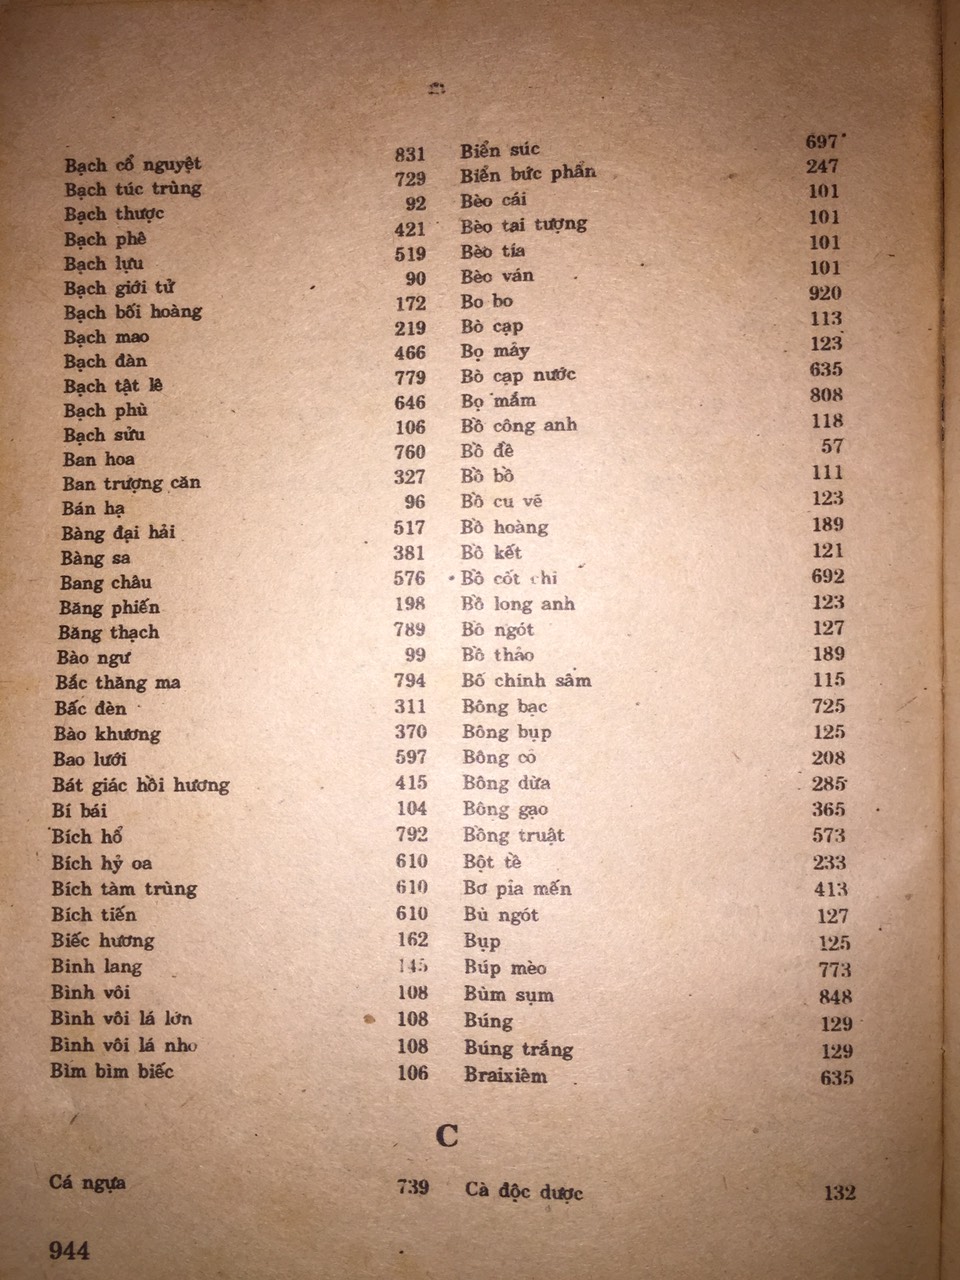 Bạch cổ nguyệt 831
Bạch túc trùng 729
Bạch thược 92
Bạch phê 421
Bạch lựu 519
Bạch giới tử 90
Bạch bối hoàng 172
Bạch mao 219
Bạch đàn 466
Bạch tật lê 779
Bạch phù 646
Bạch sửu 106
Ban hoa 760
Ban trượng căn 327
Bán hạ 96
Bàng đại hải 517
Bàng sa 381
Bang châu 576
Băng phiến 198
Băng thạch 789
Bào ngư 99
Bắc thăng ma 794
Bấc đèn 311
Bào khương 370
Bao lưới 597
Bát giác hồi hương 415
Bí bái 104
Bích hổ 792
Bích hỷ oa 610
Bích tàm trùng 610
Bích tiến 610
Biếc hương 162
Binh lang 145
Bình vôi 108
Bình vôi lá lớn 108
Bình vôi lá nhỏ 108
Bìm bìm biếc 106
Biển súc 697
Biển bức phấn 247
Bèo cái 101
Bèo tai tượng 101
Bèo tía 101
Bèo ván 101
Bo bo 920
Bò cạp 113
Bọ mảy 123
Bò cạp nước 635
Bọ mắm 808
Bồ công anh 118
Bồ đề 57
Bồ bồ 111
Bồ cu vẽ 123
Bồ hoàng 189
Bồ kết 121
Bổ cốt chỉ 692
Bồ long anh 123
Bồ ngót 127
Bồ thảo 189
Bố chính sâm 115
Bông bạc 725
Bông bụp 125
Bông cỏ 208
Bông dừa 285
Bông gạo 365
Bồng truật 573
Bột tề 233
Bơ pia mến 413
Bù ngót 127
Bụp 125
Búp mèo 773
Bùm sụm 848
Búng 129
Búng trắng 129
Braixiêm 635
C
Cá ngựa 739
Cà độc dược 132
944